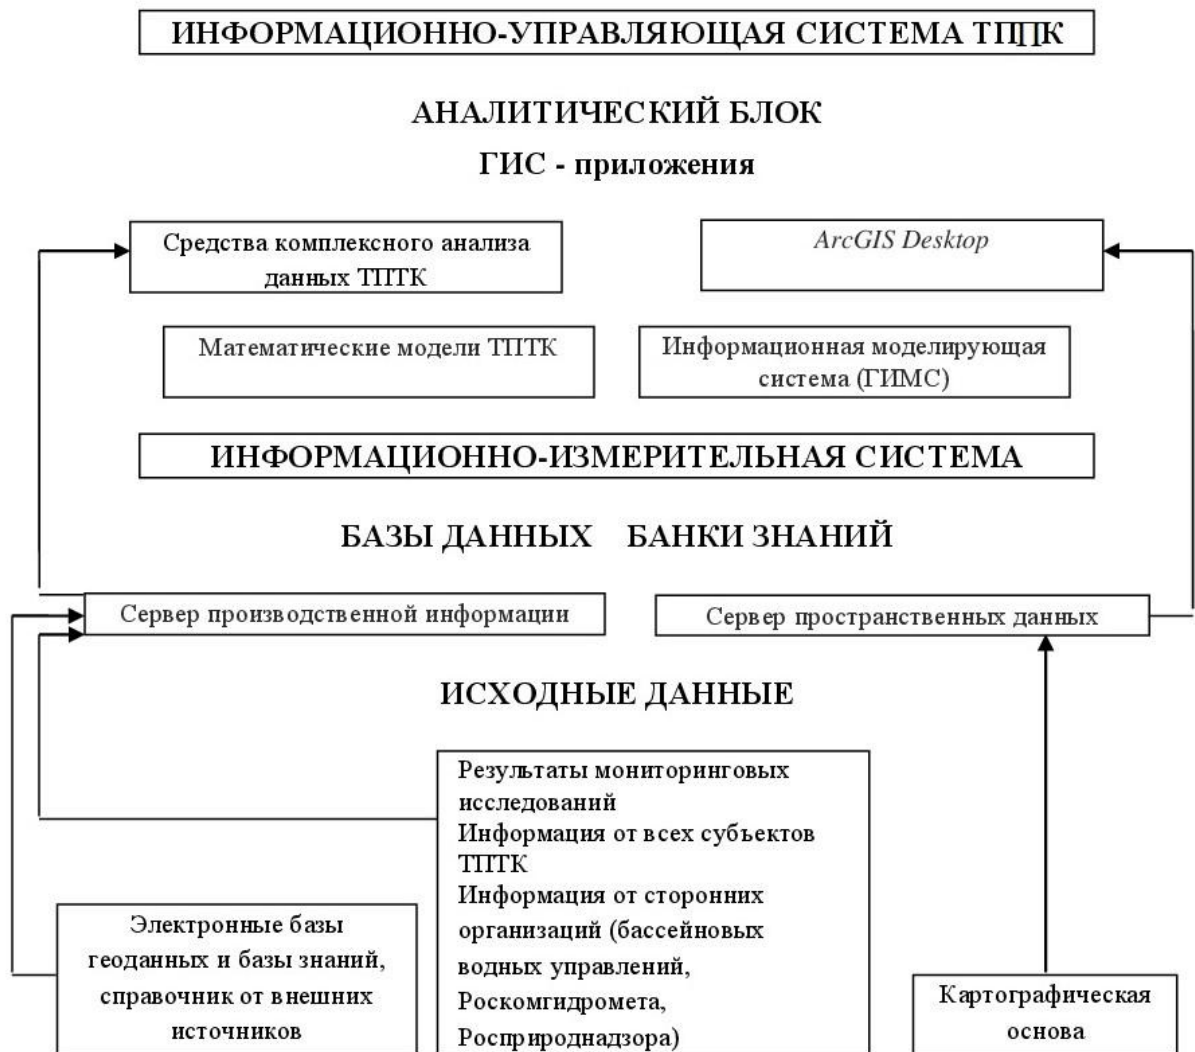 ИНФОРМАЦИОННО-УПРАВЛЯЮЩАЯ СИСТЕМА ТППК
АНАЛИТИЧЕСКИЙ БЛОК
ГИС - приложения
Средства комплексного анализа
данных ТПТК
ArcGIS Desktop
Математические модели ТПТК
Информационная моделирующая
система (ГИМС)
ИНФОРМАЦИОННО-ИЗМЕРИТЕЛЬНАЯ СИСТЕМА
БАЗЫ ДАННЫХ БАНКИ ЗНАНИЙ
Сервер производственной информации
Сервер пространственных данных
ИСХОДНЫЕ ДАННЫЕ
Результаты мониторинговых
исследований
Информация от всех субъектов
ТПТК
Информация от сторонних
организаций (бассейновых
водных управлений,
Роскомгидромета,
Росприроднадзора)
Электронные базы
геоданных и базы знаний,
справочник от внешних
источников
Картографическая
основа